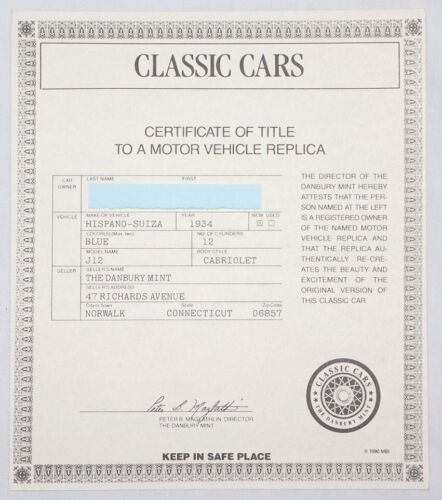 CLASSIC CARS
CERTIFICATE OF TITLE
TO A MOTOR VEHICLE REPLICA
CAR OWNER
LAST NAME FIRST
VEHICLE
MAKE OF VEHICLE YEAR NEW USED
HISPANO-SUIZA 1934 ☒ ☐
COLOR(S) (Max. two) NO. OF CYLINDERS
BLUE 12
MODEL NAME BODY STYLE
J12 CABRIOLET
SELLER
SELLER'S NAME
THE DANBURY MINT
SELLER'S ADDRESS
47 RICHARDS AVENUE
City or Town State Zip Code
NORWALK CONNECTICUT 06857
THE DIRECTOR OF THE
DANBURY MINT HEREBY
ATTESTS THAT THE PER-
SON NAMED AT THE LEFT
IS A REGISTERED OWNER
OF THE NAMED MOTOR
VEHICLE REPLICA AND
THAT THE REPLICA AU-
THENTICALLY RE-CRE-
ATES THE BEAUTY AND
EXCITEMENT OF THE
ORIGINAL VERSION OF
THIS CLASSIC CAR.
CLASSIC CARS
THE DANBURY MINT
PETER B. MAGLATHLIN, DIRECTOR
THE DANBURY MINT
KEEP IN SAFE PLACE
© 1990 MBI